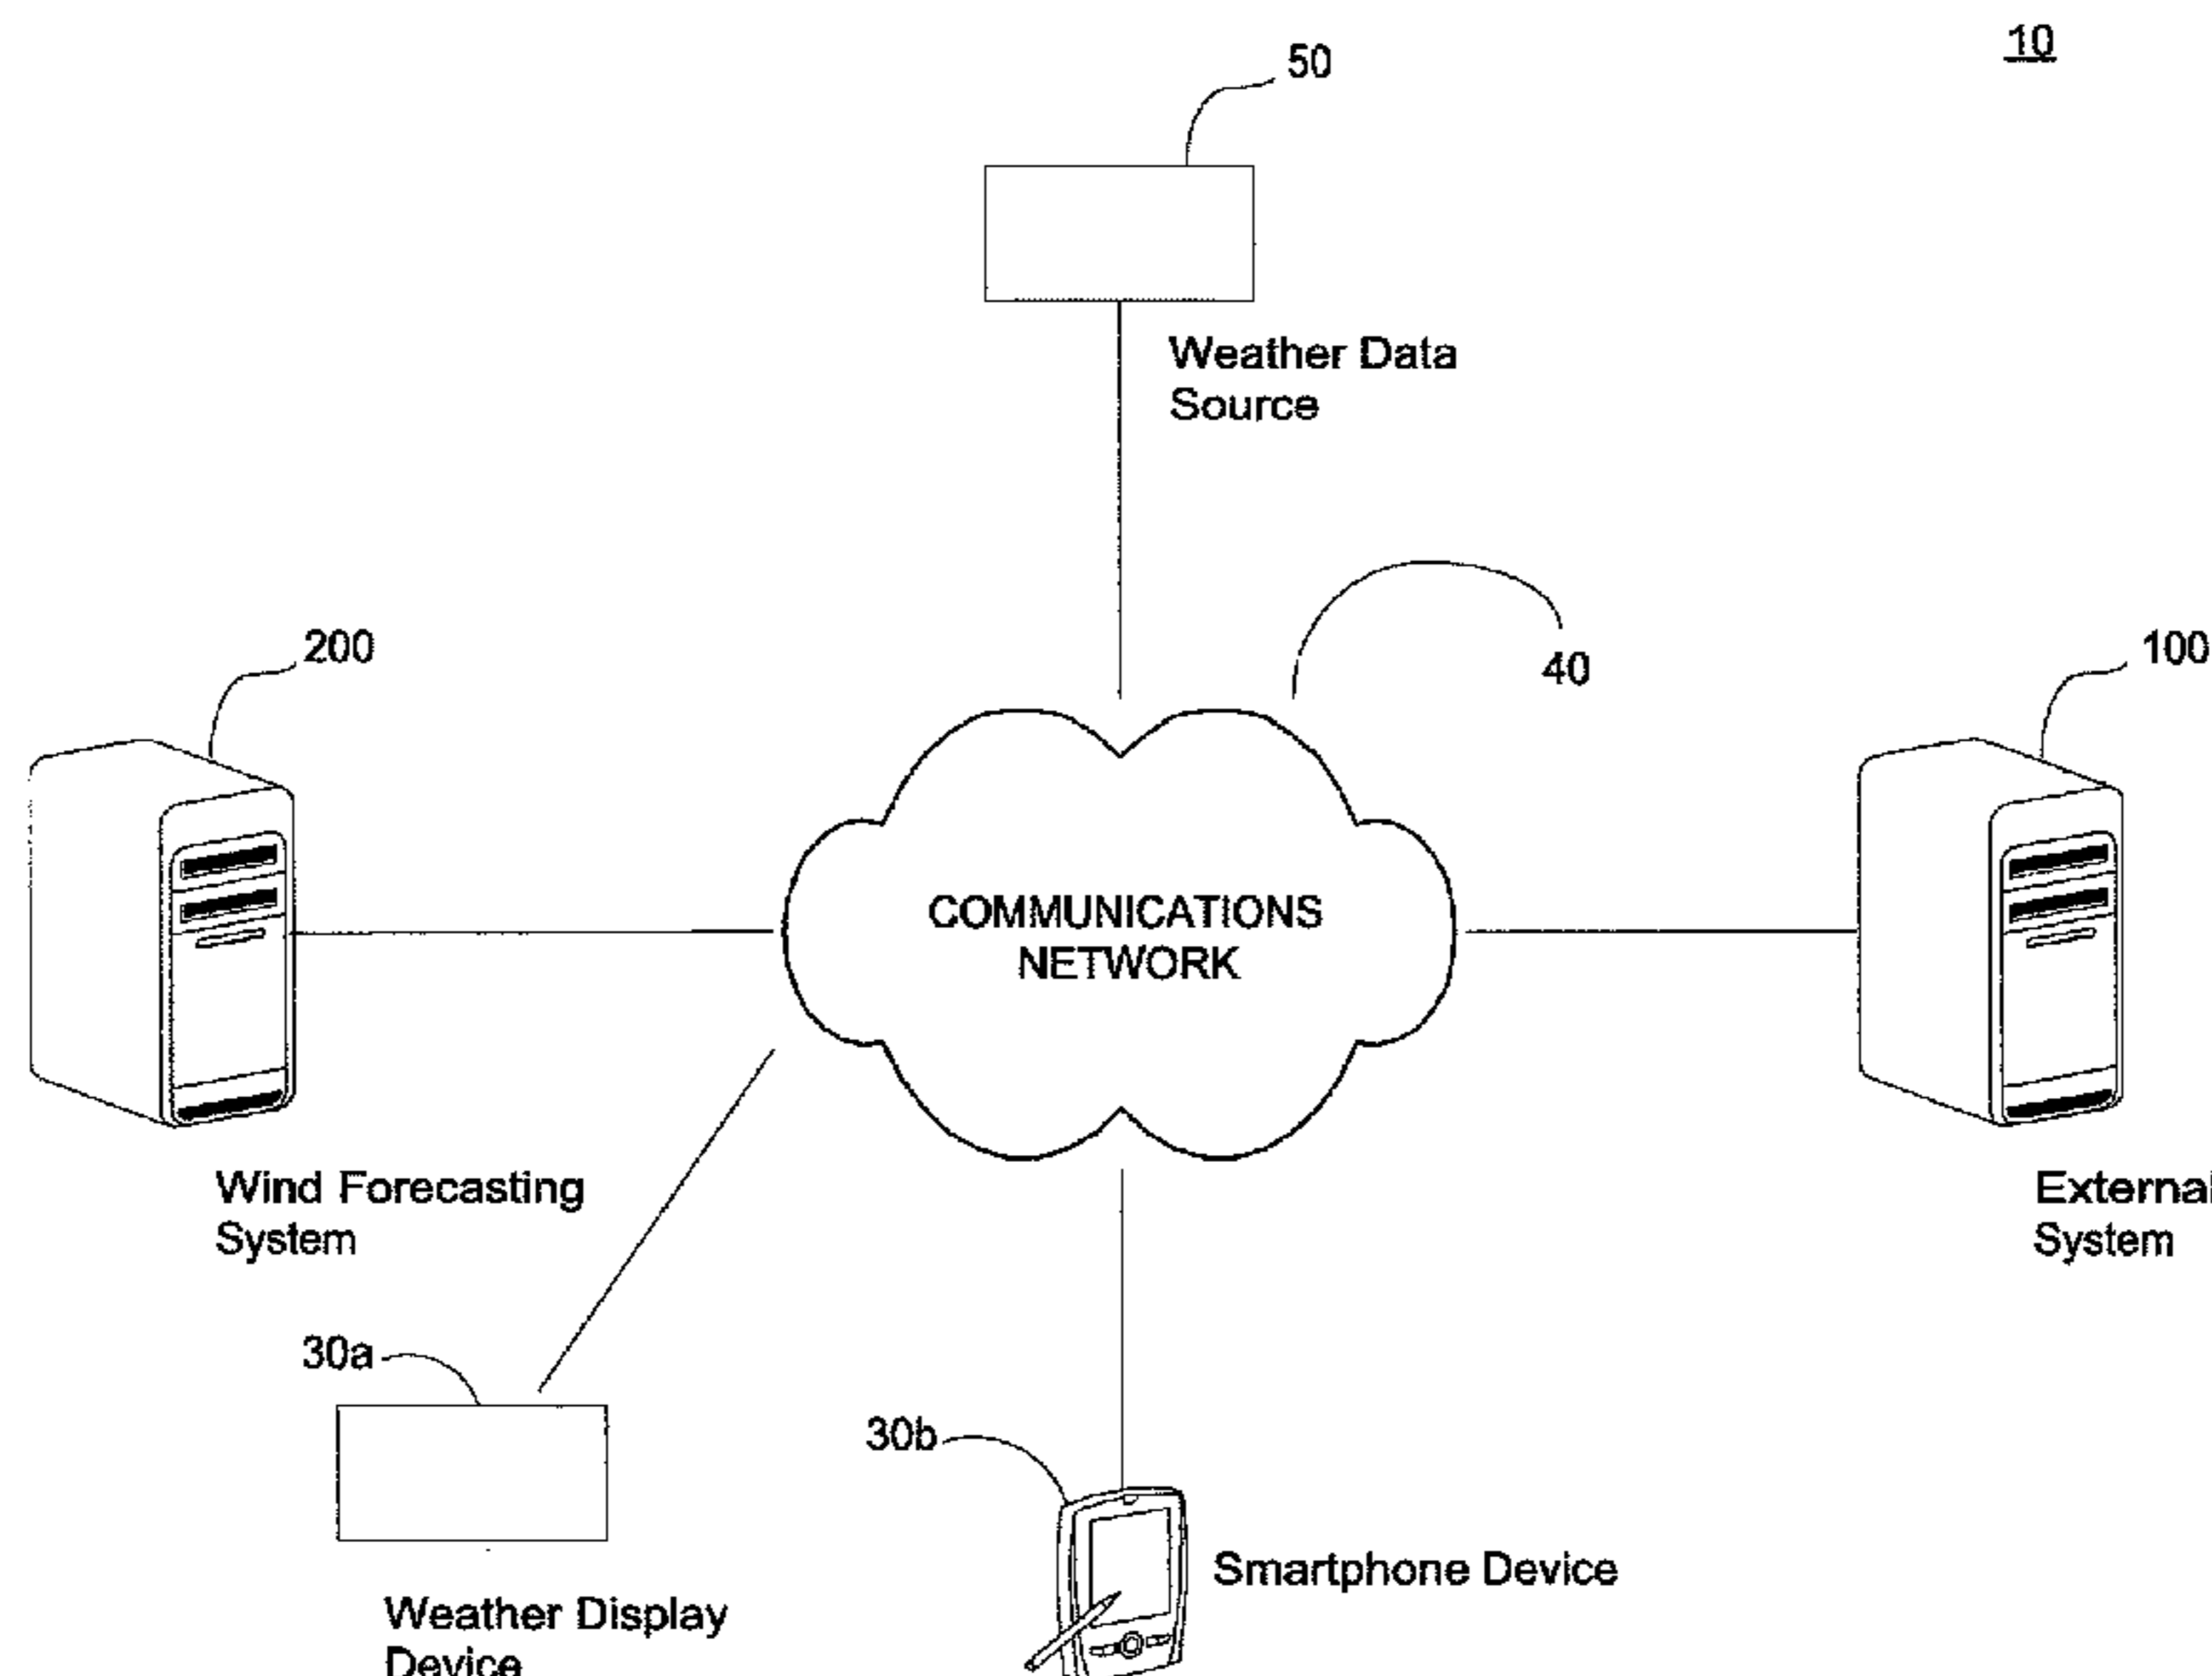 10
50
Weather Data
Source
40
200
100
COMMUNICATIONS
NETWORK
Wind Forecasting
System
External
System
30a
30b
Smartphone Device
Weather Display
Device